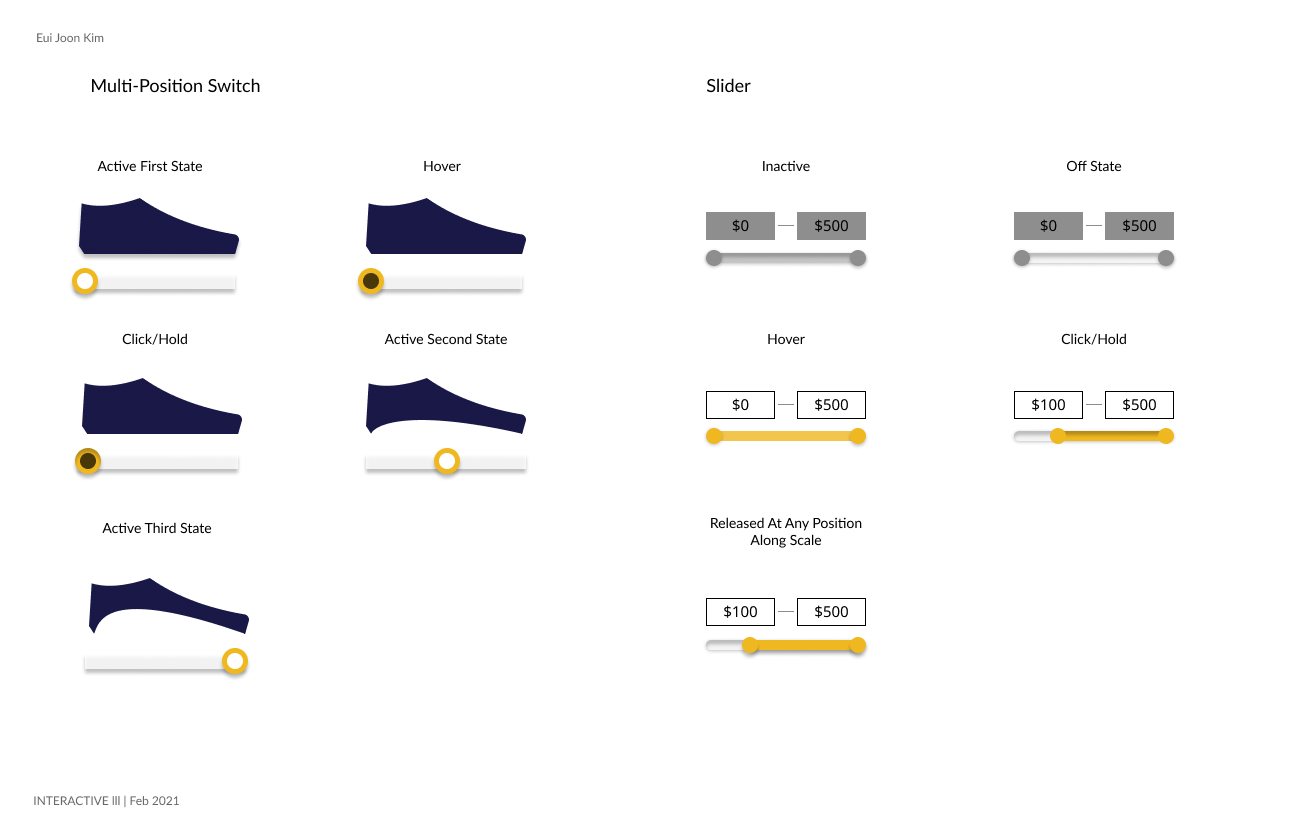 Eui Joon Kim
Multi-Position Switch
Slider
Active First State
Hover
Inactive
Off State
$0 — $500
$0 — $500
Click/Hold
Active Second State
Hover
Click/Hold
$0 — $500
$100 — $500
Active Third State
Released At Any Position
Along Scale
$100 — $500
INTERACTIVE III | Feb 2021